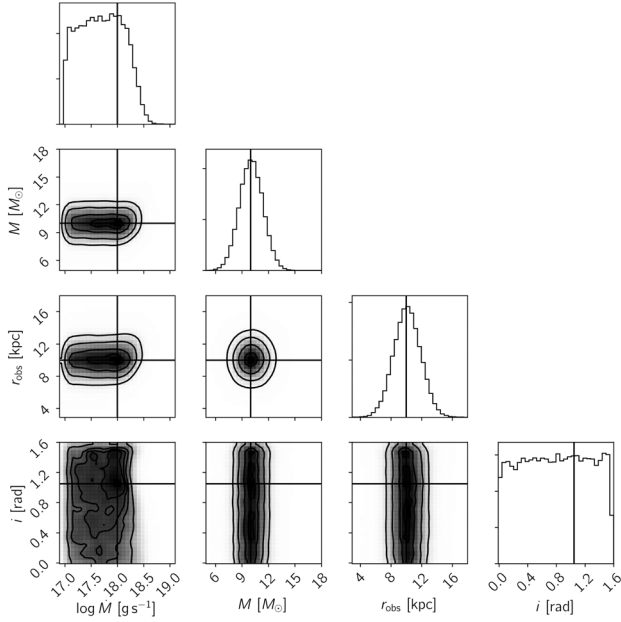 18
15
12
9
6
M [M⊙]
16
12
8
4
r_obs [kpc]
1.6
1.2
0.8
0.4
0.0
i [rad]
17.0 17.5 18.0 18.5 19.0
log Ṁ [g s⁻¹]
6 9 12 15 18
M [M⊙]
4 8 12 16
r_obs [kpc]
0.0 0.4 0.8 1.2 1.6
i [rad]